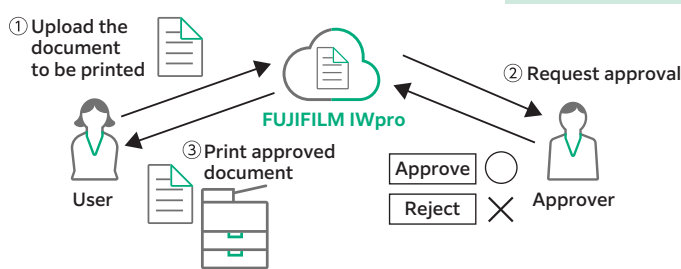 ① Upload the
document
to be printed
② Request approval
FUJIFILM IWpro
③ Print approved
document
Approve
Reject
User
Approver